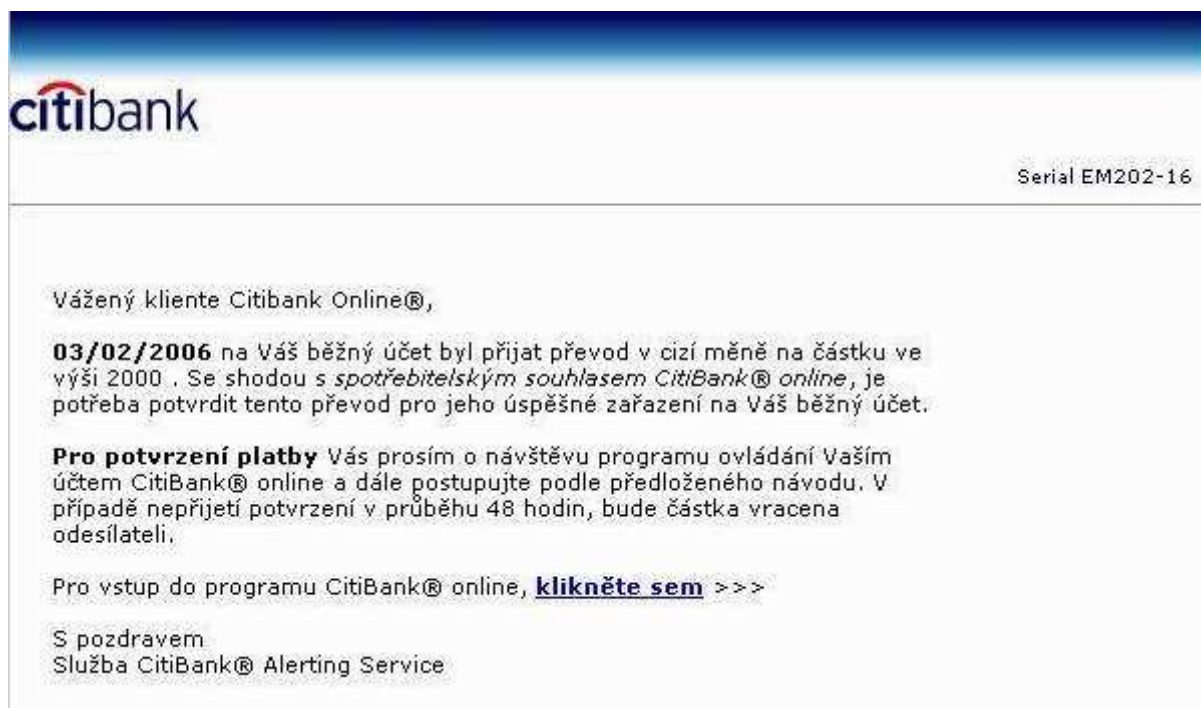 citibank
Serial EM202-16
Vážený kliente Citibank Online®,
03/02/2006 na Váš běžný účet byl přijat převod v cizí měně na částku ve
výši 2000 . Se shodou s spotřebitelským souhlasem CitiBank® online, je
potřeba potvrdit tento převod pro jeho úspěšné zařazení na Váš běžný účet.
Pro potvrzení platby Vás prosím o návštěvu programu ovládání Vaším
účtem CitiBank® online a dále postupujte podle předloženého návodu. V
případě nepřijetí potvrzení v průběhu 48 hodin, bude částka vracena
odesílateli.
Pro vstup do programu CitiBank® online, klikněte sem >>>
S pozdravem
Služba CitiBank® Alerting Service